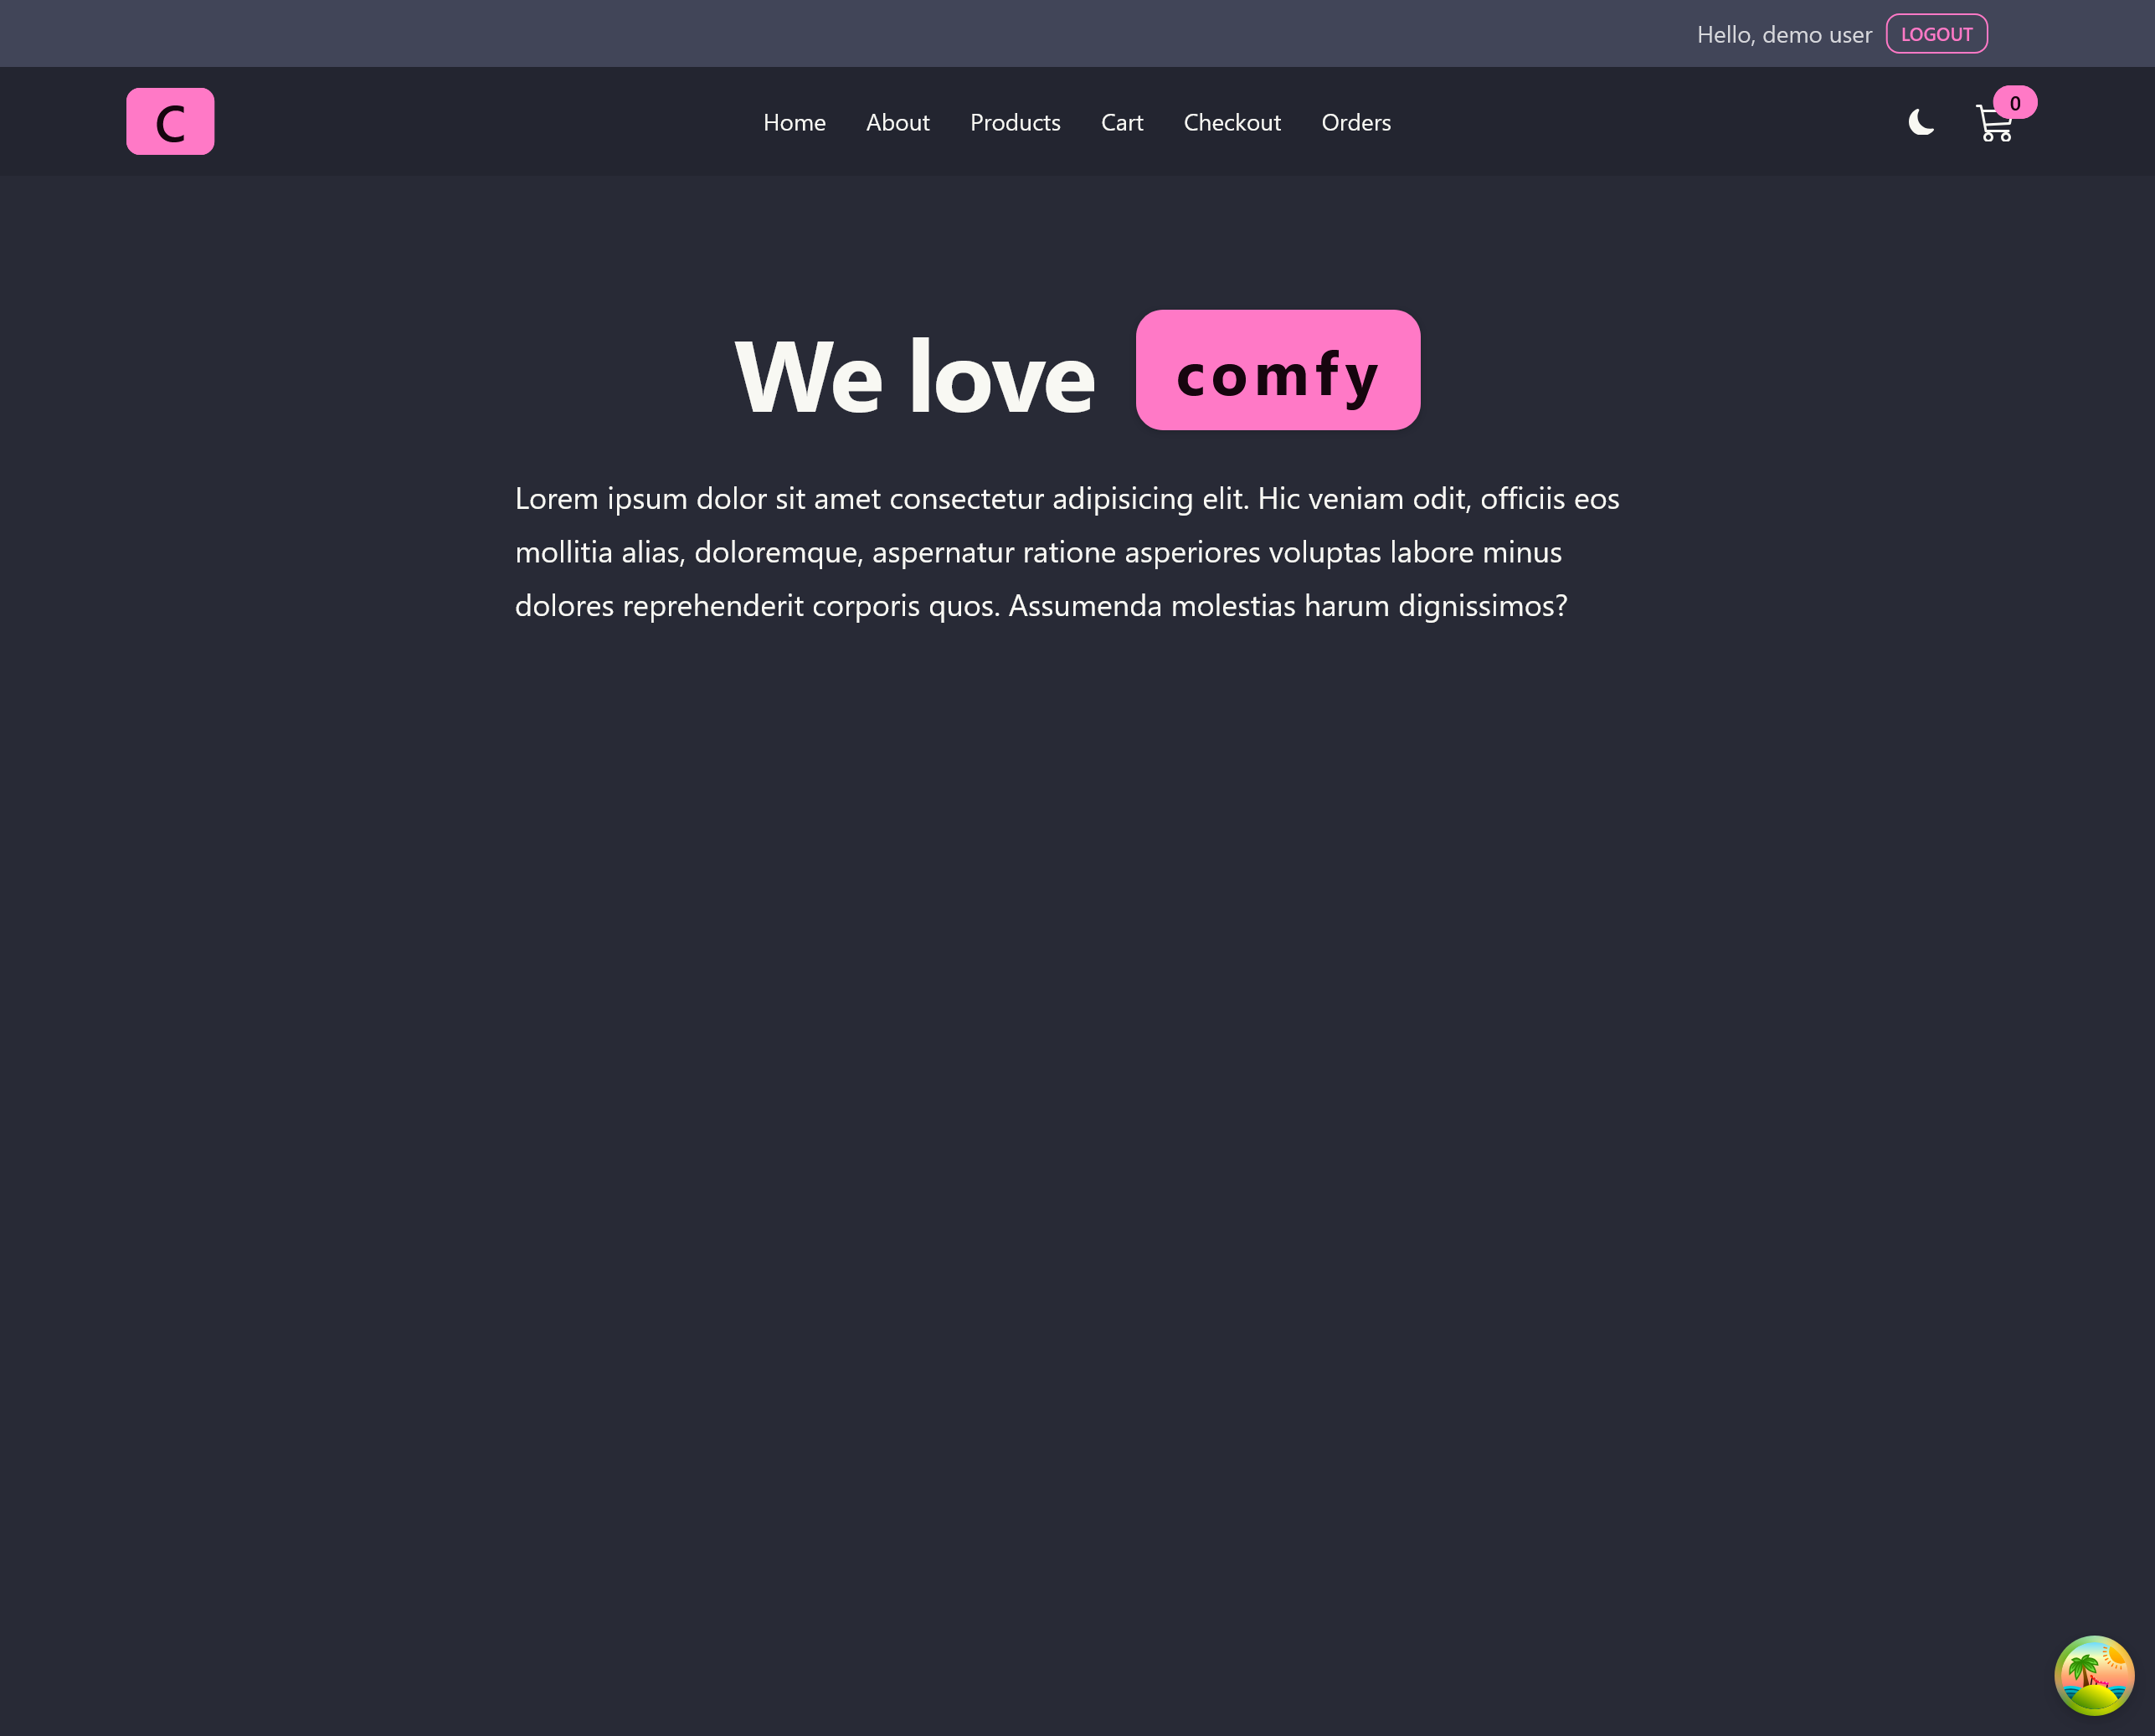 Hello, demo user LOGOUT
C
Home About Products Cart Checkout Orders
0
We love comfy
Lorem ipsum dolor sit amet consectetur adipisicing elit. Hic veniam odit, officiis eos
mollitia alias, doloremque, aspernatur ratione asperiores voluptas labore minus
dolores reprehenderit corporis quos. Assumenda molestias harum dignissimos?